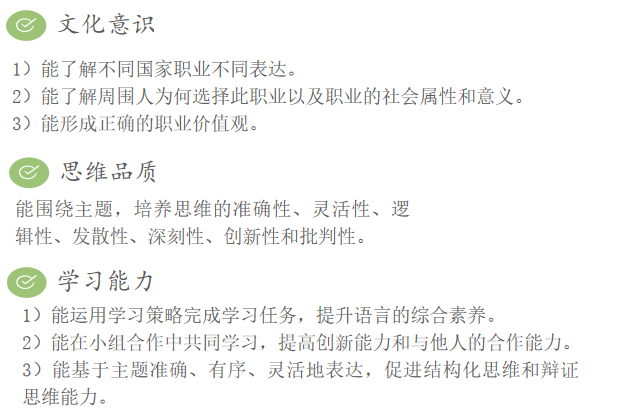 文化意识
1）能了解不同国家职业不同表达。
2）能了解周围人为何选择此职业以及职业的社会属性和意义。
3）能形成正确的职业价值观。
思维品质
能围绕主题，培养思维的准确性、灵活性、逻
辑性、发散性、深刻性、创新性和批判性。
学习能力
1）能运用学习策略完成学习任务，提升语言的综合素养。
2）能在小组合作中共同学习，提高创新能力和与他人的合作能力。
3）能基于主题准确、有序、灵活地表达，促进结构化思维和辩证
思维能力。